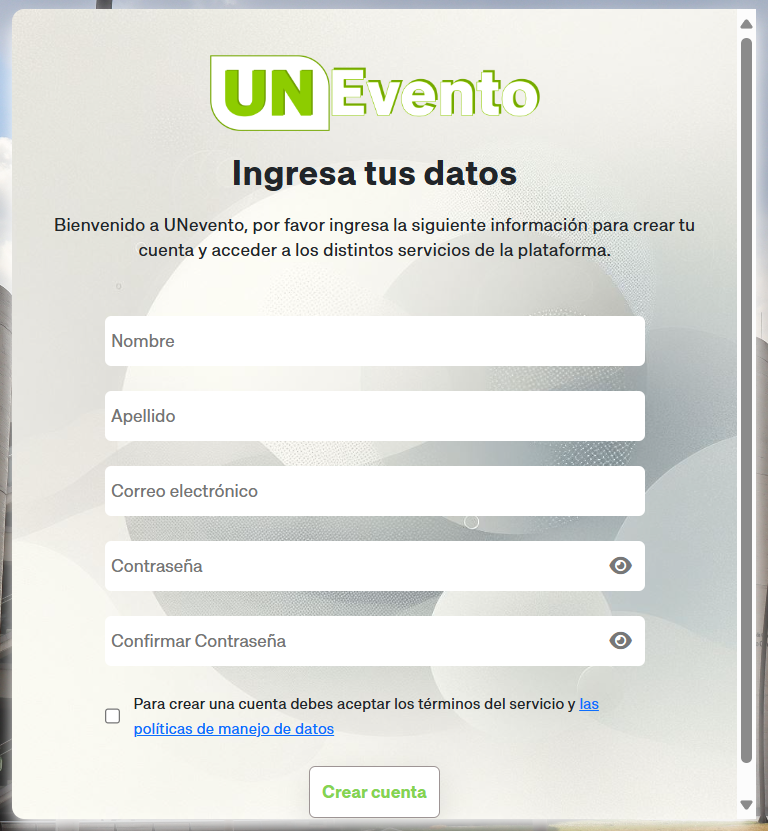 UN Evento
Ingresa tus datos
Bienvenido a UNevento, por favor ingresa la siguiente información para crear tu
cuenta y acceder a los distintos servicios de la plataforma.
Nombre
Apellido
Correo electrónico
Contraseña
Confirmar Contraseña
Para crear una cuenta debes aceptar los términos del servicio y las
políticas de manejo de datos
Crear cuenta